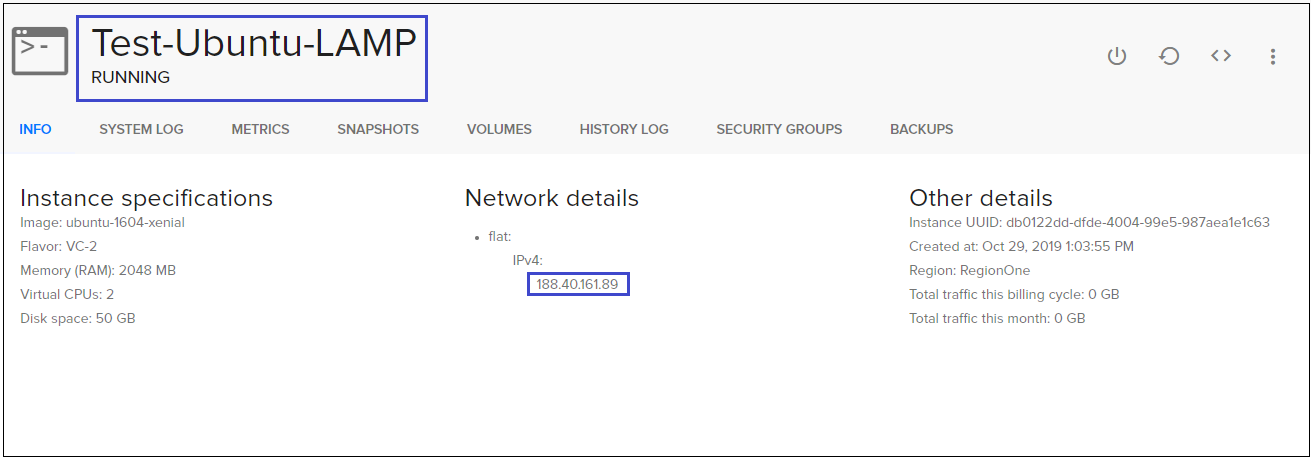 Test-Ubuntu-LAMP
RUNNING
INFO SYSTEM LOG METRICS SNAPSHOTS VOLUMES HISTORY LOG SECURITY GROUPS BACKUPS
Instance specifications
Image: ubuntu-1604-xenial
Flavor: VC-2
Memory (RAM): 2048 MB
Virtual CPUs: 2
Disk space: 50 GB
Network details
• flat:
IPv4:
188.40.161.89
Other details
Instance UUID: db0122dd-dfde-4004-99e5-987aea1e1c63
Created at: Oct 29, 2019 1:03:55 PM
Region: RegionOne
Total traffic this billing cycle: 0 GB
Total traffic this month: 0 GB